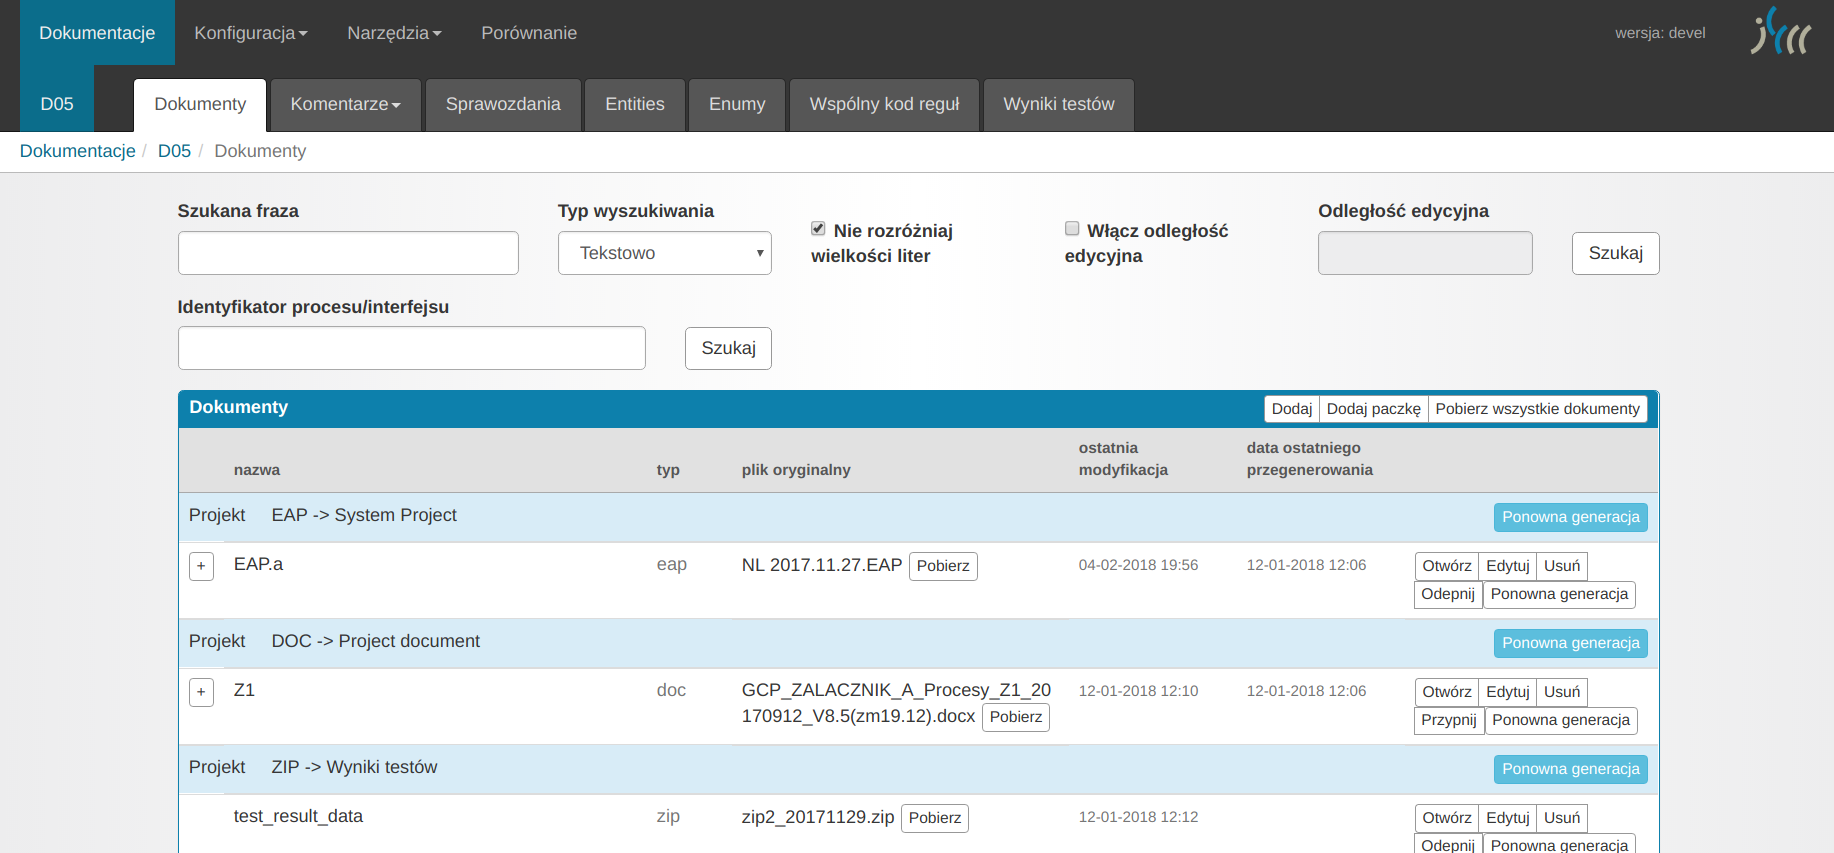 Dokumentacje Konfiguracja Narzędzia Porównanie wersja: devel
D05 Dokumenty Komentarze Sprawozdania Entities Enumy Wspólny kod reguł Wyniki testów
Dokumentacje / D05 / Dokumenty
Szukana fraza Typ wyszukiwania Odległość edycyjna
Nie rozróżniaj Włącz odległość
Tekstowo Szukaj
wielkości liter edycyjna
Identyfikator procesu/interfejsu
Szukaj
Dokumenty Dodaj Dodaj paczkę Pobierz wszystkie dokumenty
ostatnia data ostatniego
nazwa typ plik oryginalny modyfikacja przegenerowania
Projekt EAP -> System Project Ponowna generacja
+ EAP.a eap NL 2017.11.27.EAP Pobierz 04-02-2018 19:56 12-01-2018 12:06 Otwórz Edytuj Usuń
Odepnij Ponowna generacja
Projekt DOC -> Project document Ponowna generacja
+ Z1 doc GCP_ZALACZNIK_A_Procesy_Z1_20 12-01-2018 12:10 12-01-2018 12:06 Otwórz Edytuj Usuń
170912_V8.5(zm19.12).docx Pobierz Przypnij Ponowna generacja
Projekt ZIP -> Wyniki testów Ponowna generacja
test_result_data zip zip2_20171129.zip Pobierz 12-01-2018 12:12 Otwórz Edytuj Usuń
Odepnij Ponowna generacja